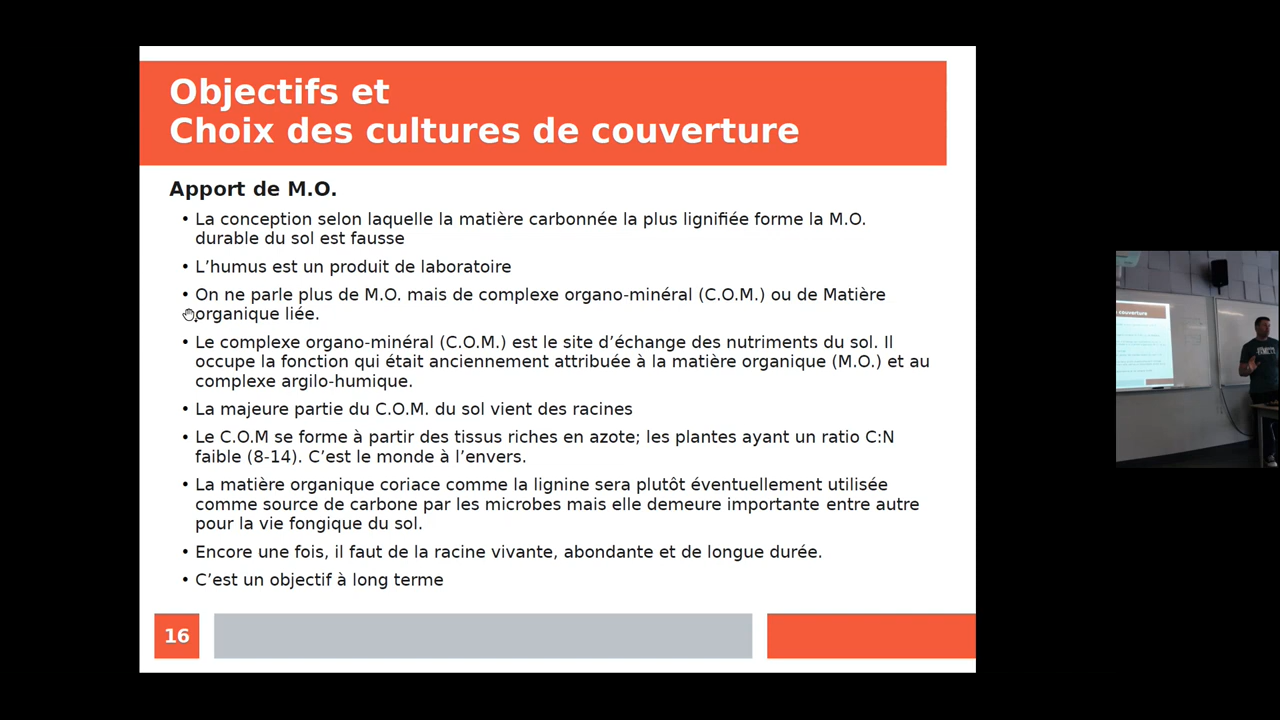 Objectifs et
Choix des cultures de couverture
Apport de M.O.
• La conception selon laquelle la matière carbonnée la plus lignifiée forme la M.O.
durable du sol est fausse
• L’humus est un produit de laboratoire
• On ne parle plus de M.O. mais de complexe organo-minéral (C.O.M.) ou de Matière
organique liée.
• Le complexe organo-minéral (C.O.M.) est le site d’échange des nutriments du sol. Il
occupe la fonction qui était anciennement attribuée à la matière organique (M.O.) et au
complexe argilo-humique.
• La majeure partie du C.O.M. du sol vient des racines
• Le C.O.M se forme à partir des tissus riches en azote; les plantes ayant un ratio C:N
faible (8-14). C’est le monde à l’envers.
• La matière organique coriace comme la lignine sera plutôt éventuellement utilisée
comme source de carbone par les microbes mais elle demeure importante entre autre
pour la vie fongique du sol.
• Encore une fois, il faut de la racine vivante, abondante et de longue durée.
• C’est un objectif à long terme
16
couverture